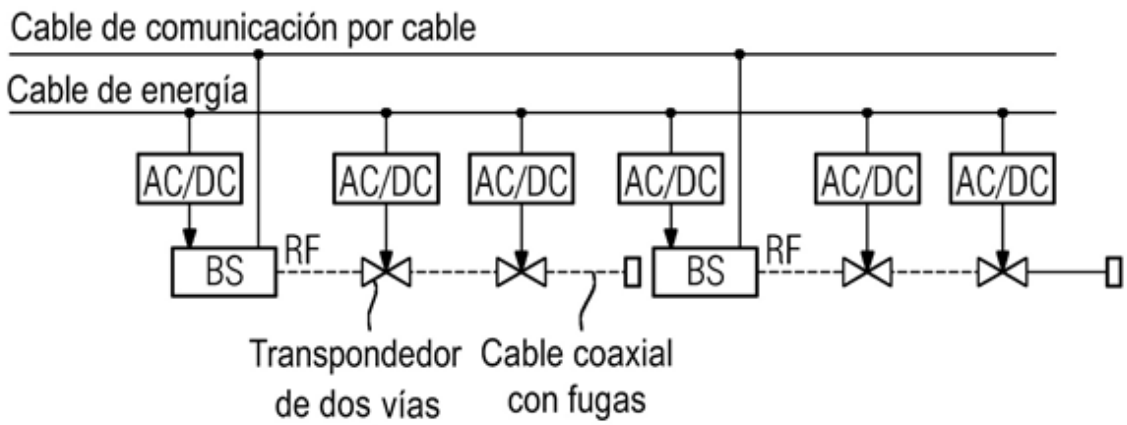 Cable de comunicación por cable
Cable de energía
AC/DC AC/DC AC/DC AC/DC AC/DC AC/DC
BS RF BS RF
Transpondedor Cable coaxial
de dos vías con fugas